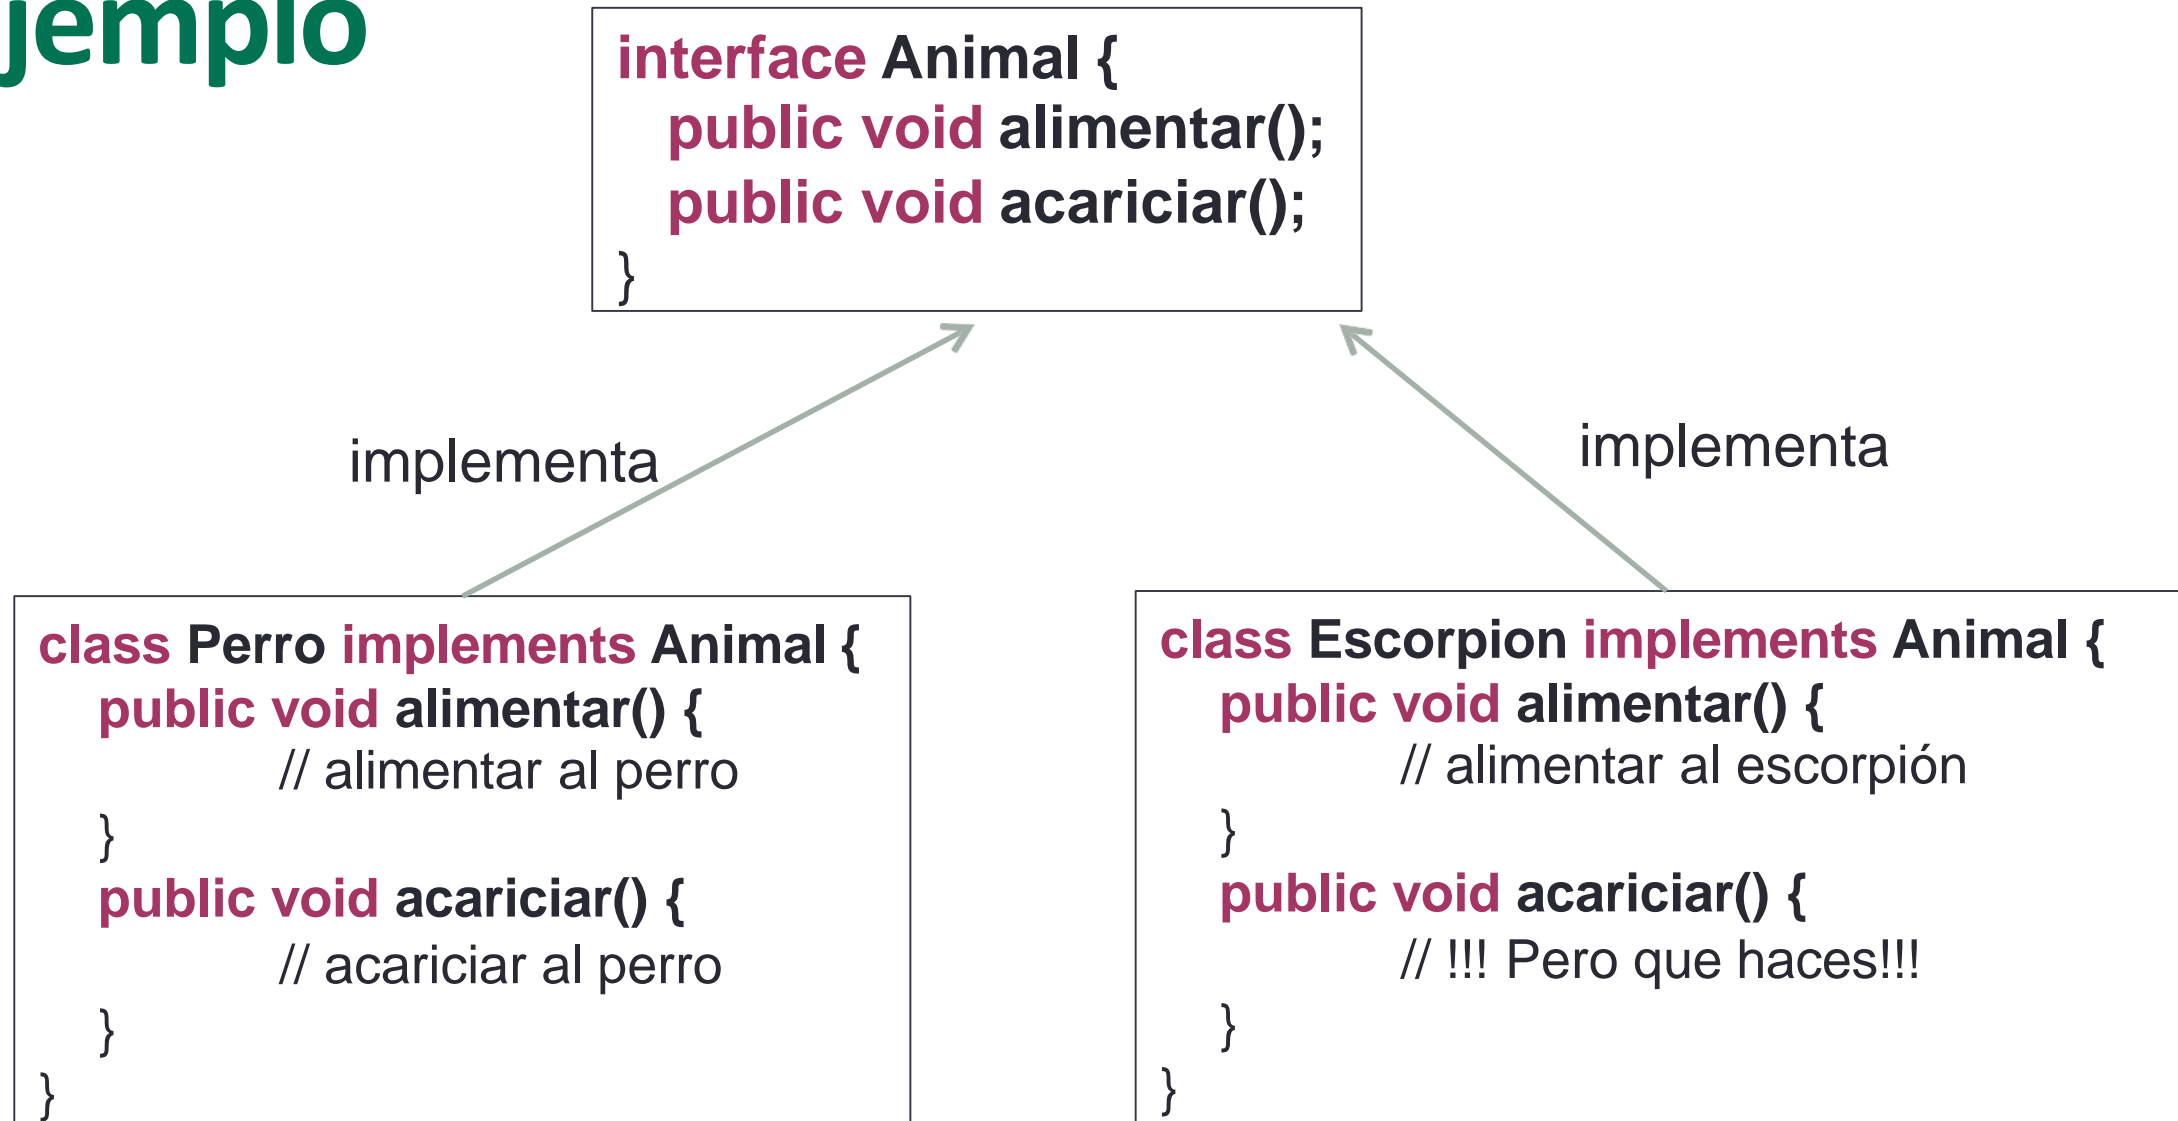 jemplo
interface Animal {
public void alimentar();
public void acariciar();
}
implementa
implementa
class Perro implements Animal {
public void alimentar() {
// alimentar al perro
}
public void acariciar() {
// acariciar al perro
}
}
class Escorpion implements Animal {
public void alimentar() {
// alimentar al escorpión
}
public void acariciar() {
// !!! Pero que haces!!!
}
}